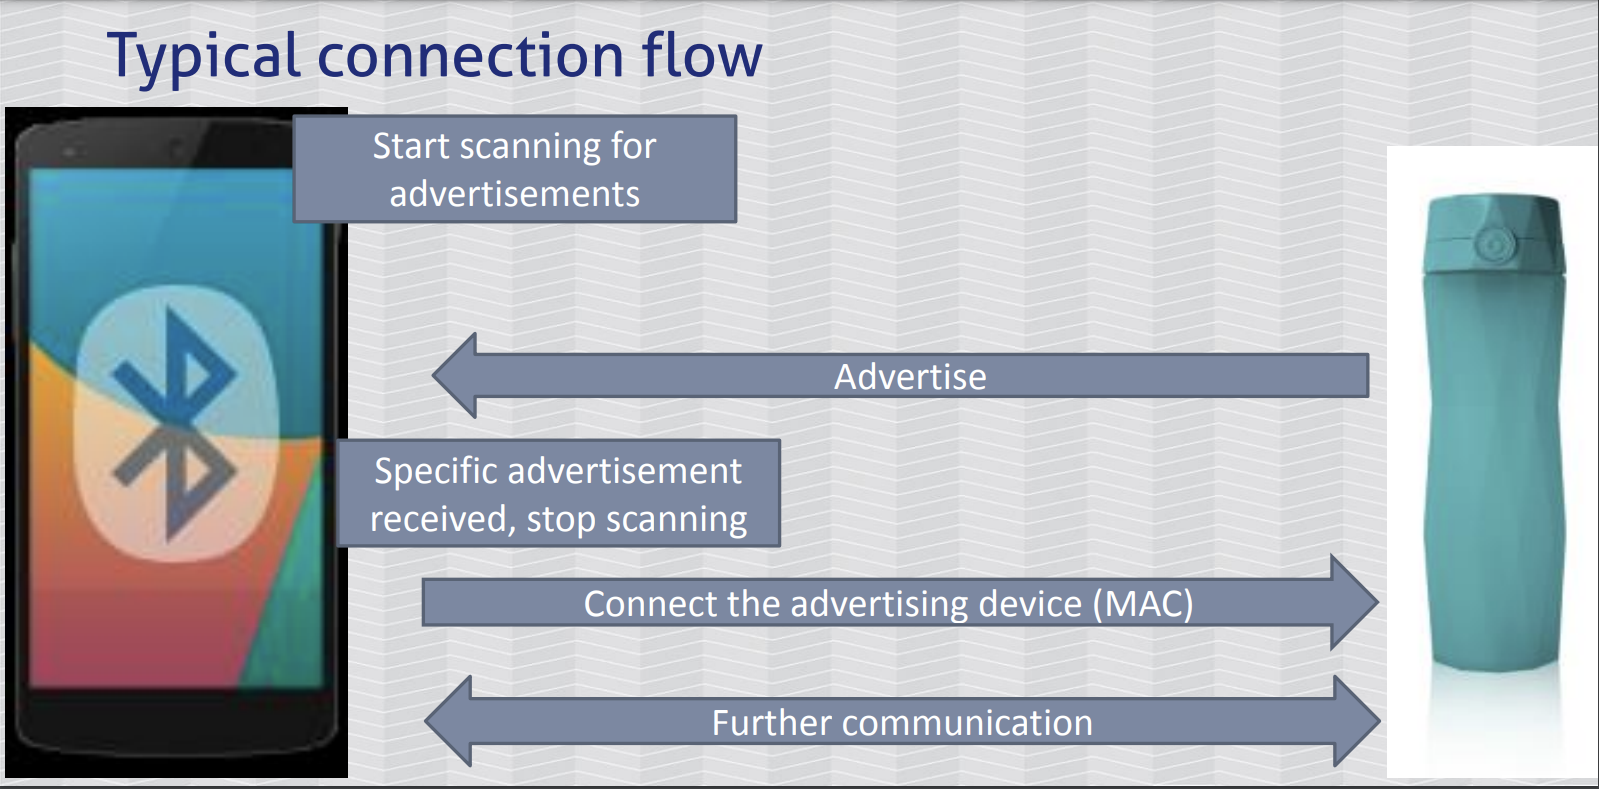 Typical connection flow
Start scanning for
advertisements
Advertise
Specific advertisement
received, stop scanning
Connect the advertising device (MAC)
Further communication